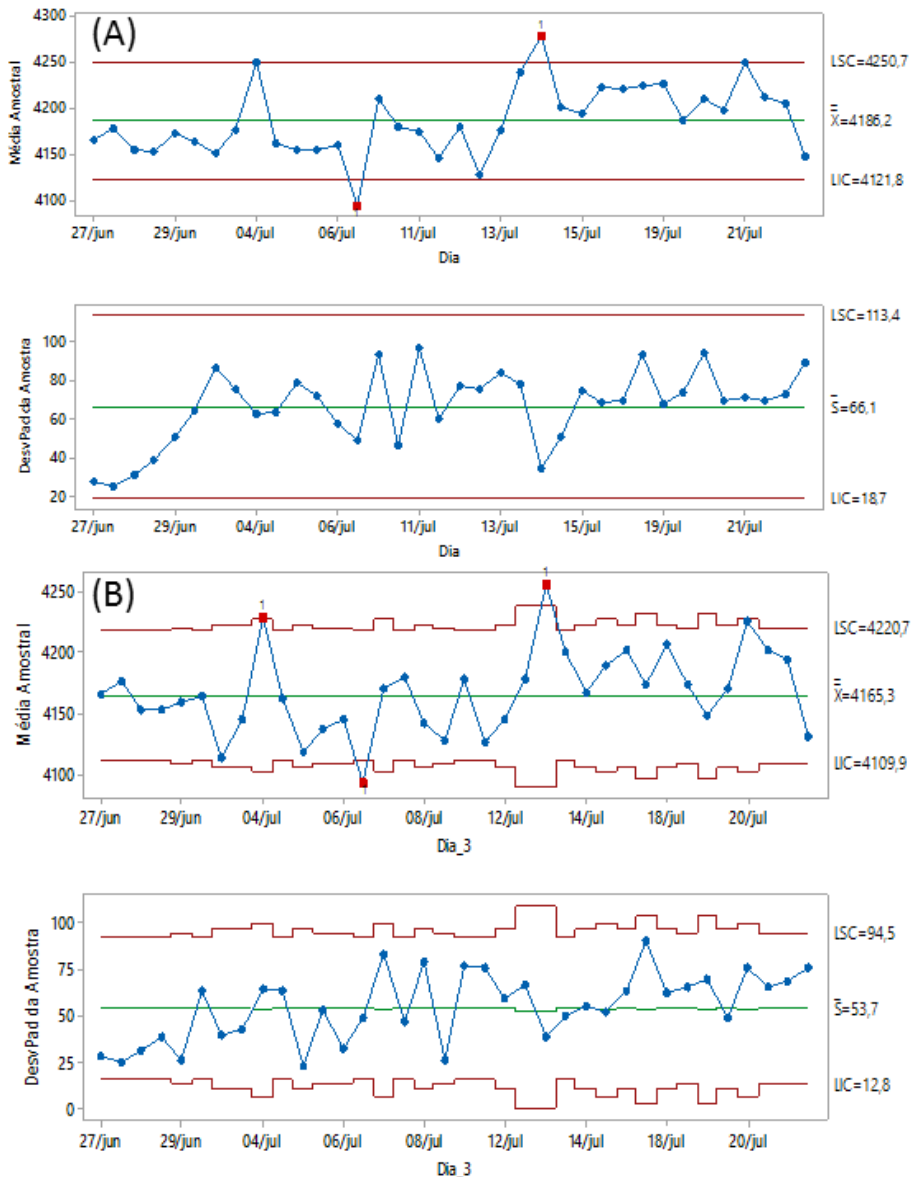 (A)
1
Média Amostral
4300
4250
4200
4150
4100
LSC=4250,7
X=4186,2
LIC=4121,8
1
27/jun 29/jun 04/jul 06/jul 11/jul 13/jul 15/jul 19/jul 21/jul
Dia
DesvPad da Amostra
100
80
60
40
20
LSC=113,4
S=66,1
LIC=18,7
27/jun 29/jun 04/jul 06/jul 11/jul 13/jul 15/jul 19/jul 21/jul
Dia
(B)
1
1
Média Amostral
4250
4200
4150
4100
LSC=4220,7
X=4165,3
LIC=4109,9
1
27/jun 29/jun 04/jul 06/jul 08/jul 12/jul 14/jul 18/jul 20/jul
Dia_3
DesvPad da Amostra
100
75
50
25
0
LSC=94,5
S=53,7
LIC=12,8
27/jun 29/jun 04/jul 06/jul 08/jul 12/jul 14/jul 18/jul 20/jul
Dia_3